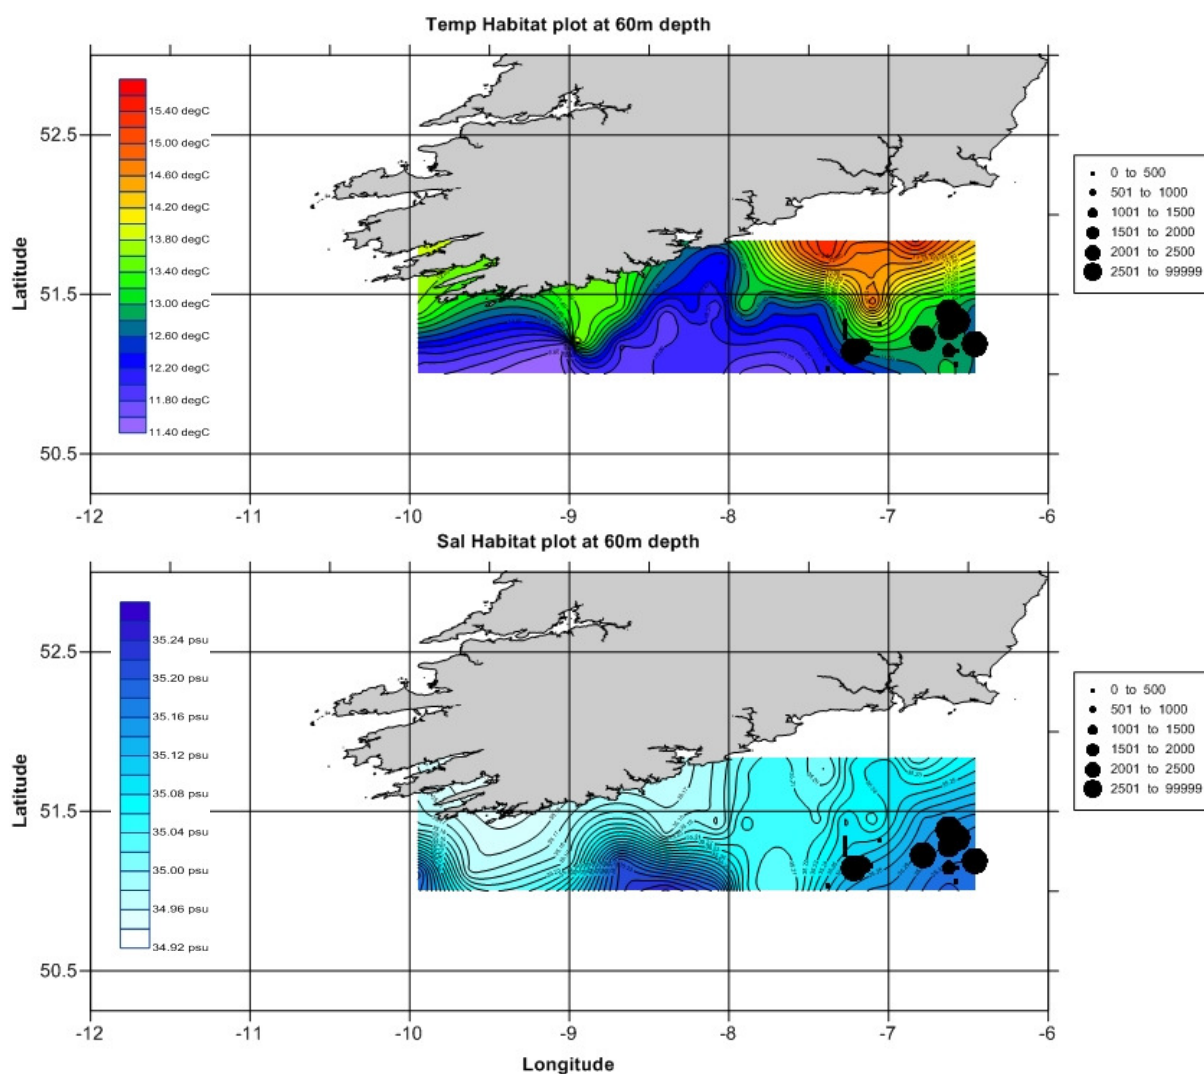 Temp Habitat plot at 60m depth
15.40 degC
15.00 degC
14.60 degC
14.20 degC
13.80 degC
13.40 degC
13.00 degC
12.60 degC
12.20 degC
11.80 degC
11.40 degC
Latitude
52.5
51.5
50.5
-12 -11 -10 -9 -8 -7 -6
0 to 500
501 to 1000
1001 to 1500
1501 to 2000
2001 to 2500
2501 to 99999
Sal Habitat plot at 60m depth
35.24 psu
35.20 psu
35.16 psu
35.12 psu
35.08 psu
35.04 psu
35.00 psu
34.96 psu
34.92 psu
Latitude
52.5
51.5
50.5
-12 -11 -10 -9 -8 -7 -6
Longitude
0 to 500
501 to 1000
1001 to 1500
1501 to 2000
2001 to 2500
2501 to 99999